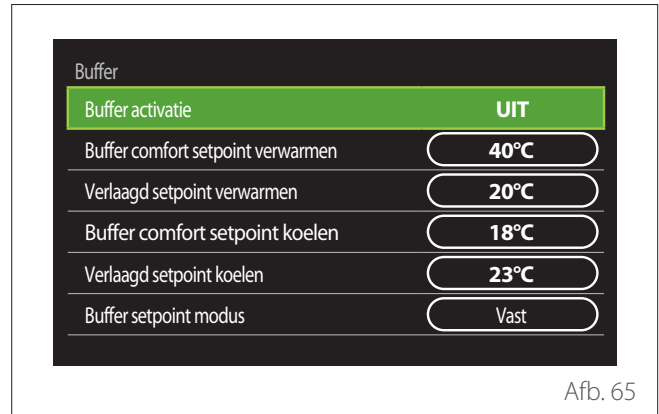 Buffer
Buffer activatie UIT
Buffer comfort setpoint verwarmen 40°C
Verlaagd setpoint verwarmen 20°C
Buffer comfort setpoint koelen 18°C
Verlaagd setpoint koelen 23°C
Buffer setpoint modus Vast
Afb. 65